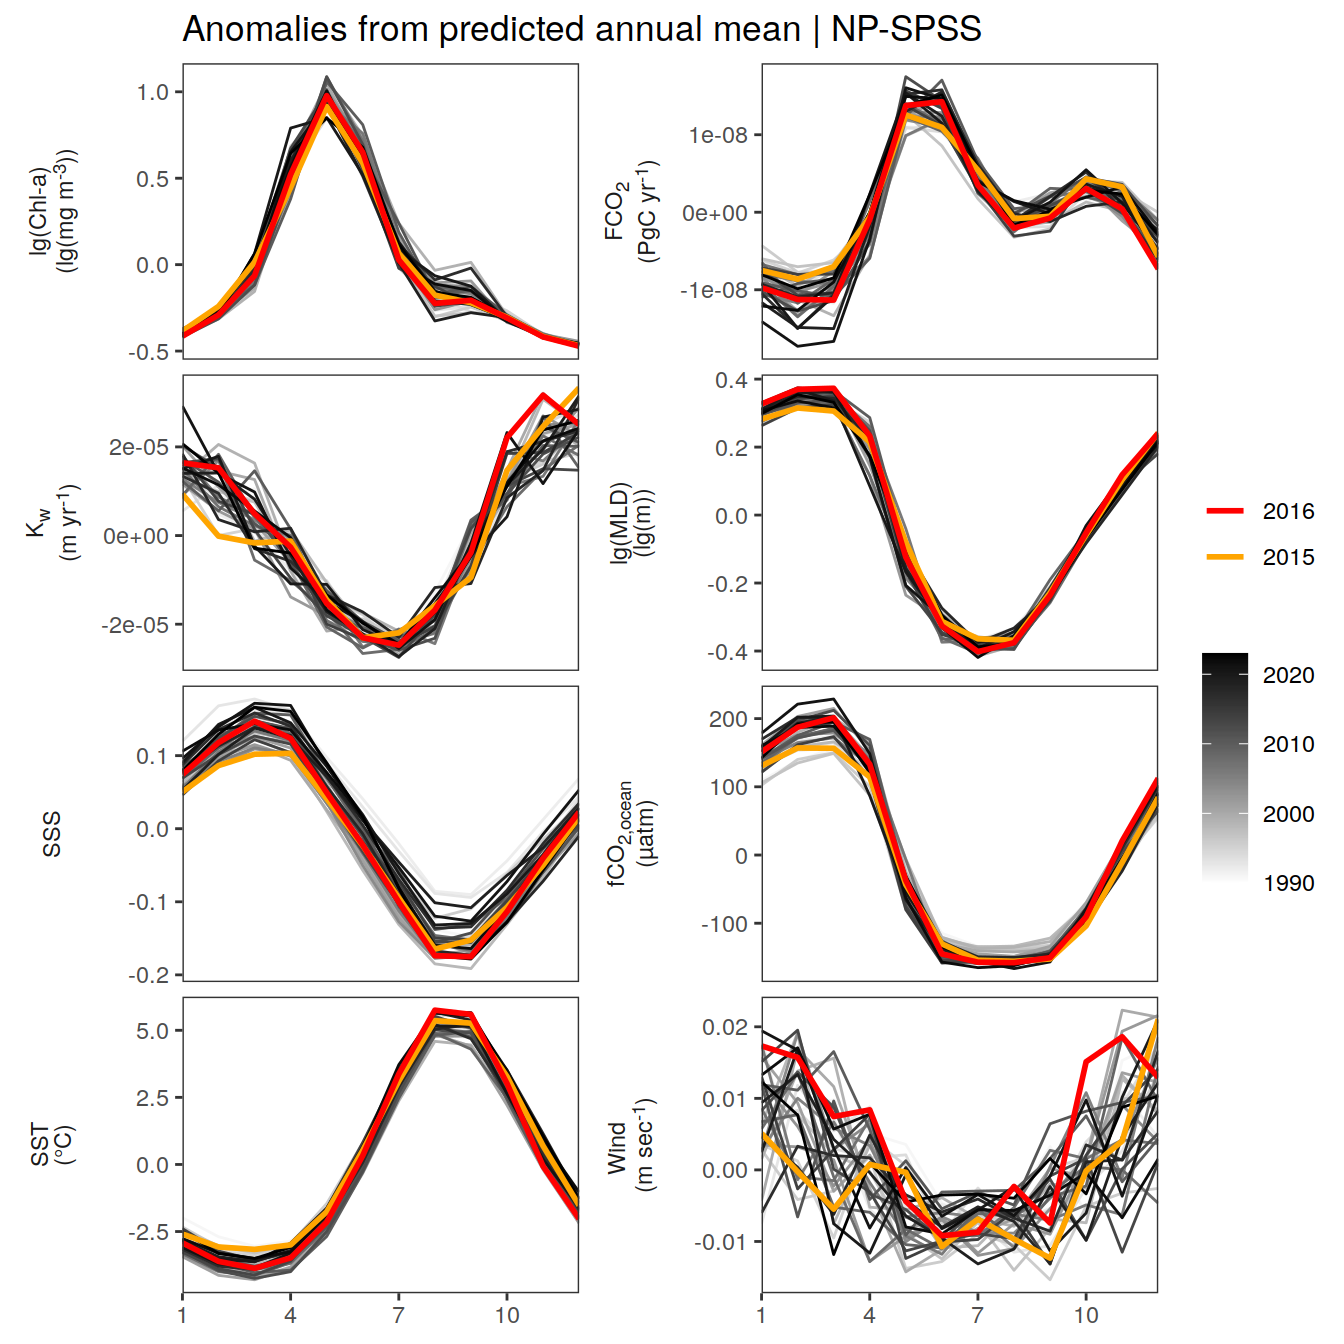 Anomalies from predicted annual mean | NP-SPSS
lg(Chl-a)
(lg(mg m⁻³))
1.0
0.5
0.0
-0.5
FCO₂
(PgC yr⁻¹)
1e-08
0e+00
-1e-08
K_w
(m yr⁻¹)
2e-05
0e+00
-2e-05
lg(MLD)
(lg(m))
0.4
0.2
0.0
-0.2
-0.4
SSS
0.1
0.0
-0.1
-0.2
fCO₂,ocean
(µatm)
200
100
0
-100
SST
(°C)
5.0
2.5
0.0
-2.5
1 4 7 10
Wind
(m sec⁻¹)
0.02
0.01
0.00
-0.01
1 4 7 10
2016
2015
2020
2010
2000
1990